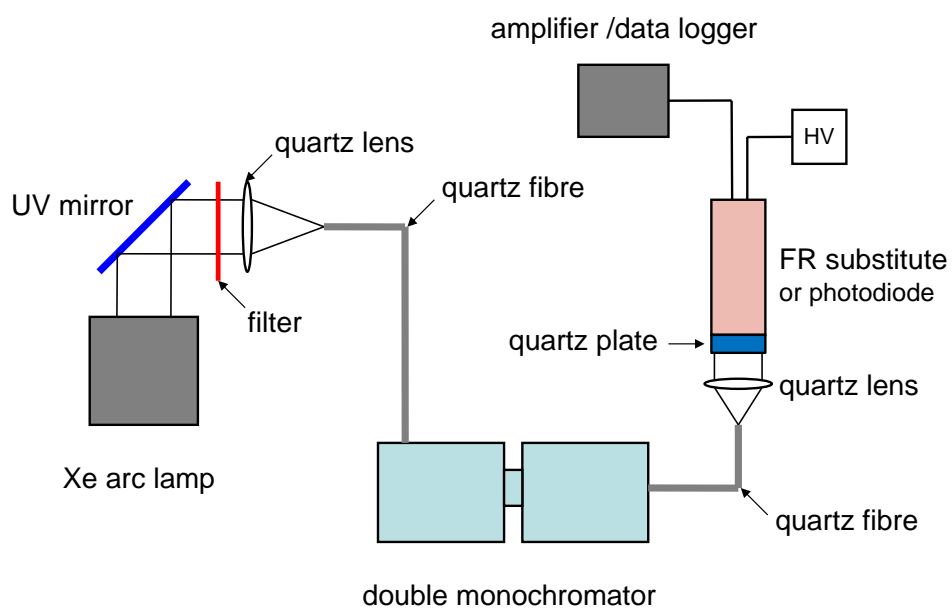 amplifier /data logger
quartz lens
HV
UV mirror
quartz fibre
FR substitute
or photodiode
filter
quartz plate
quartz lens
Xe arc lamp
quartz fibre
double monochromator